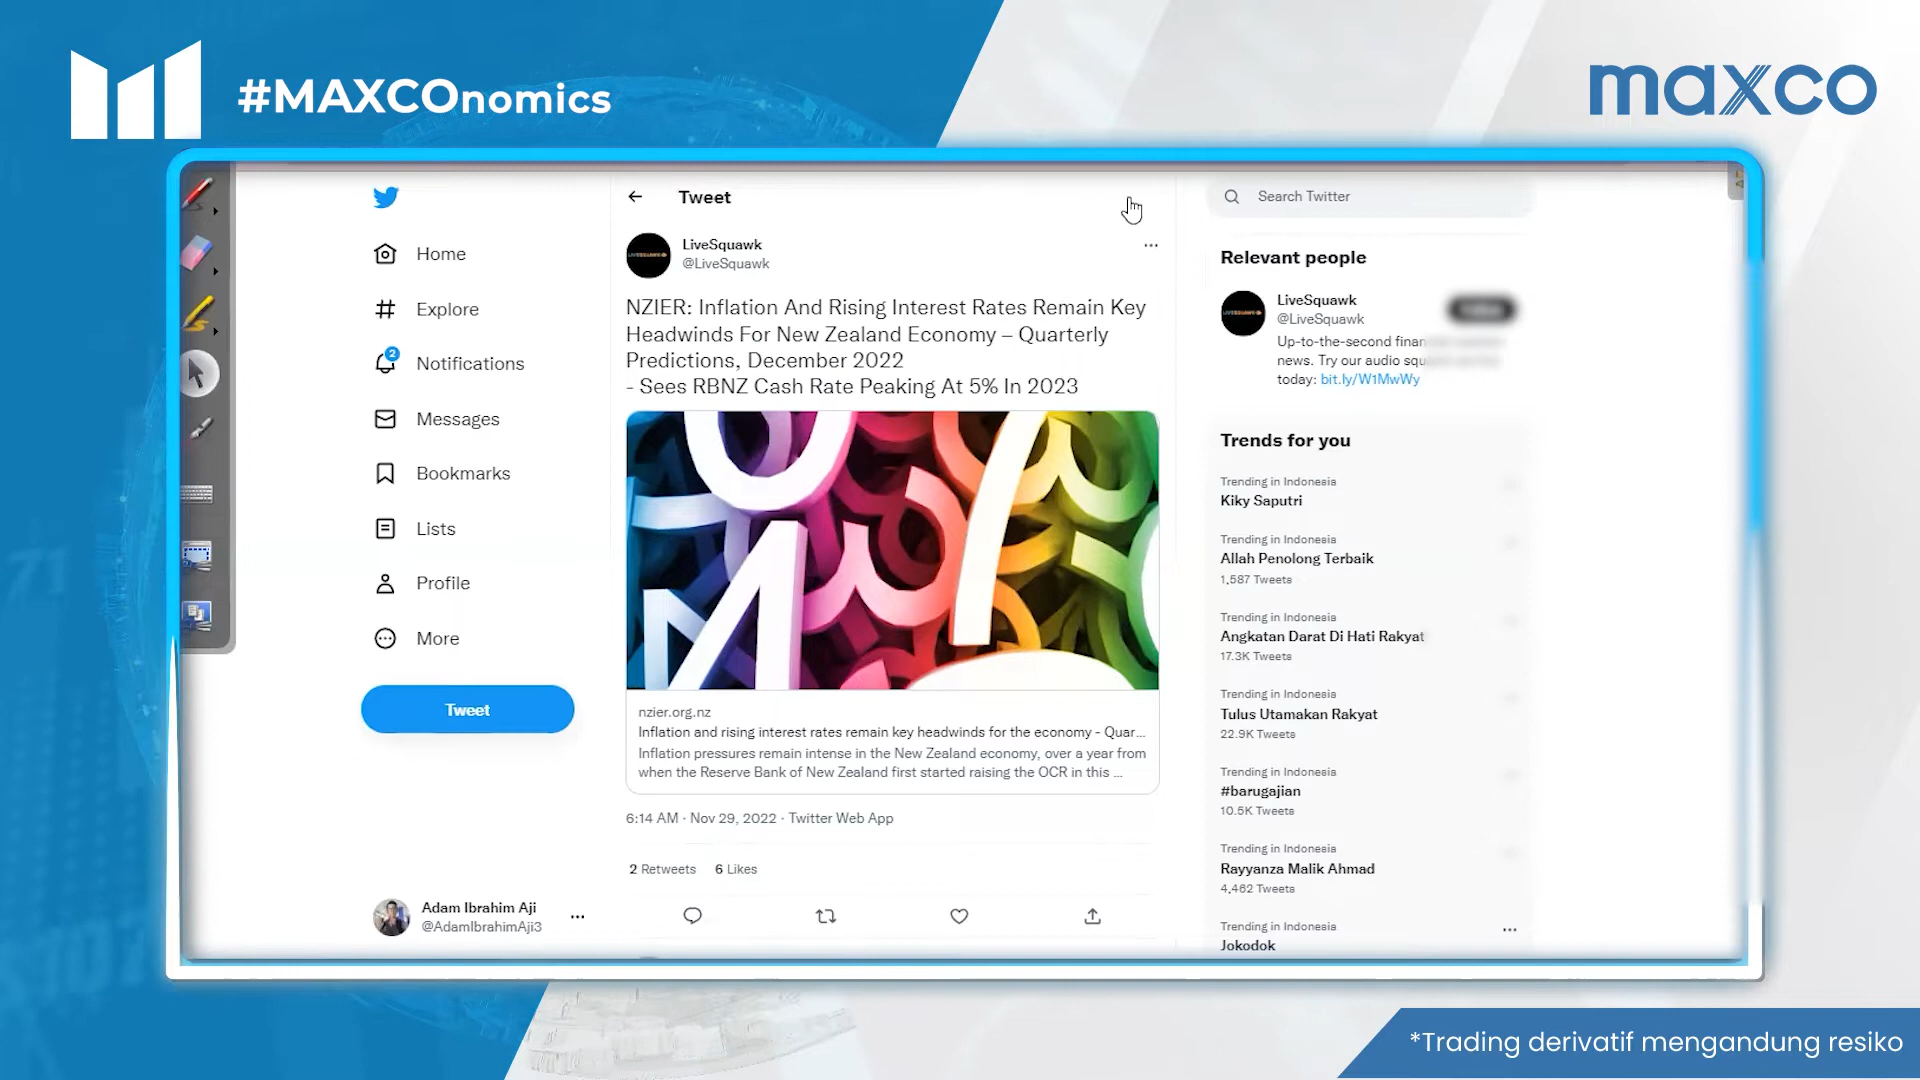 #MAXCOnomics
maxco
Home
Explore
2
Notifications
Messages
Bookmarks
Lists
Profile
More
Tweet
Adam Ibrahim Aji
@AdamIbrahimAji3
Tweet
LiveSquawk
@LiveSquawk
NZIER: Inflation And Rising Interest Rates Remain Key
Headwinds For New Zealand Economy – Quarterly
Predictions, December 2022
- Sees RBNZ Cash Rate Peaking At 5% In 2023
nzier.org.nz
Inflation and rising interest rates remain key headwinds for the economy - Quar...
Inflation pressures remain intense in the New Zealand economy, over a year from
when the Reserve Bank of New Zealand first started raising the OCR in this ...
6:14 AM · Nov 29, 2022 · Twitter Web App
2 Retweets 6 Likes
Search Twitter
Relevant people
LiveSquawk
@LiveSquawk
Up-to-the-second
news. Try our audio
today: bit.ly/W1MwWy
Trends for you
Trending in Indonesia
Kiky Saputri
Trending in Indonesia
Allah Penolong Terbaik
1,587 Tweets
Trending in Indonesia
Angkatan Darat Di Hati Rakyat
17.3K Tweets
Trending in Indonesia
Tulus Utamakan Rakyat
22.9K Tweets
Trending in Indonesia
#barugajian
10.5K Tweets
Trending in Indonesia
Rayyanza Malik Ahmad
4,462 Tweets
Trending in Indonesia
Jokodok
*Trading derivatif mengandung resiko